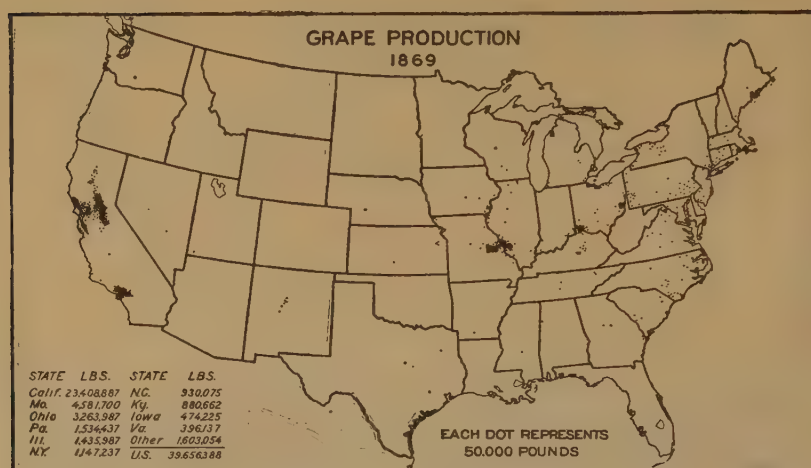 GRAPE PRODUCTION
1869
STATE LBS. STATE LBS.
Calif. 23,408,887 N.C. 930,075
Mo. 4,581,700 Ky. 880,662
Ohio 3,263,987 Iowa 474,225
Pa. 1,534,437 Va. 396,137
Ill. 1,435,987 Other 1,603,054
N.Y. 1,147,237 U.S. 39,656,388
EACH DOT REPRESENTS
50,000 POUNDS